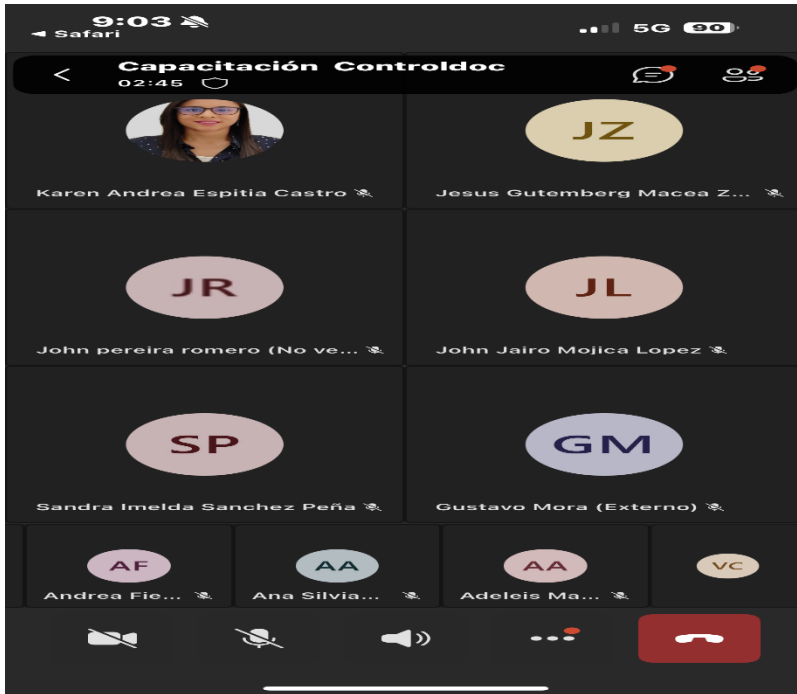 9:03
5G 90
◄ Safari
Capacitación Controldoc
02:45
JZ
Karen Andrea Espitia Castro
Jesus Gutemberg Macea Z...
JR
JL
John pereira romero (No ve...
John Jairo Mojica Lopez
SP
GM
Sandra Imelda Sanchez Peña
Gustavo Mora (Externo)
AF
AA
AA
VC
Andrea Fie...
Ana Silvia...
Adeleis Ma...